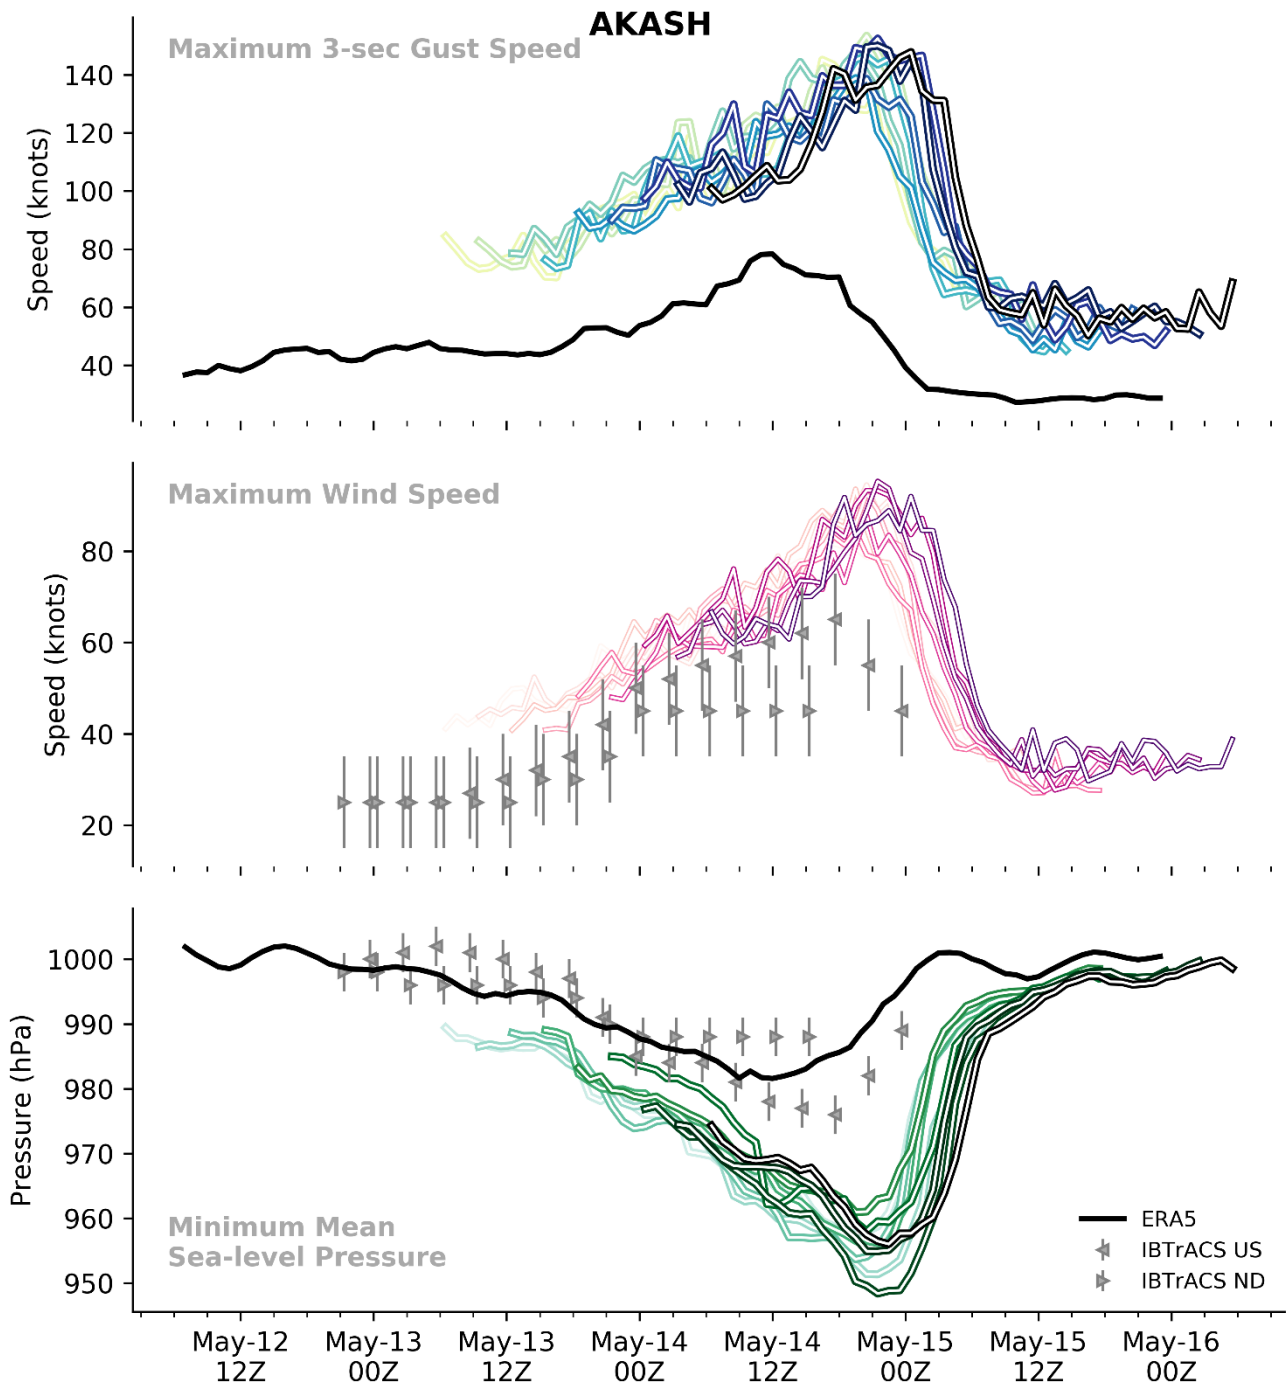 AKASH
Maximum 3-sec Gust Speed
Speed (knots)
140
120
100
80
60
40
Maximum Wind Speed
Speed (knots)
80
60
40
20
Pressure (hPa)
1000
990
980
970
960
950
Minimum Mean
Sea-level Pressure
ERA5
IBTrACS US
IBTrACS ND
May-12 May-13 May-13 May-14 May-14 May-15 May-15 May-16
12Z 00Z 12Z 00Z 12Z 00Z 12Z 00Z